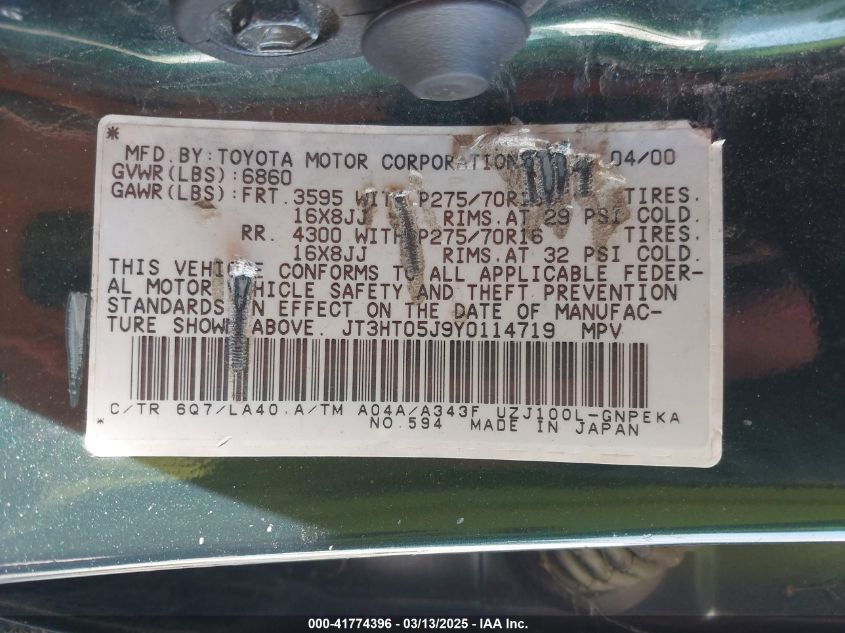 *
MFD.BY:TOYOTA MOTOR CORPORATION 04/00
GVWR(LBS):6860
GAWR(LBS):FRT. 3595 WITH P275/70R16 TIRES.
16X8JJ RIMS.AT 29 PSI COLD.
RR. 4300 WITH P275/70R16 TIRES.
16X8JJ RIMS.AT 32 PSI COLD.
THIS VEHICLE CONFORMS TO ALL APPLICABLE FEDER-
AL MOTOR VEHICLE SAFETY AND THEFT PREVENTION
STANDARDS IN EFFECT ON THE DATE OF MANUFAC-
TURE SHOWN ABOVE. JT3HT05J9Y0114719 MPV
C/TR 6Q7/LA40 A/TM A04A/A343F UZJ100L-GNPEKA
* NO.594 MADE IN JAPAN
000-41774396 — 03/13/2025 — IAA Inc.